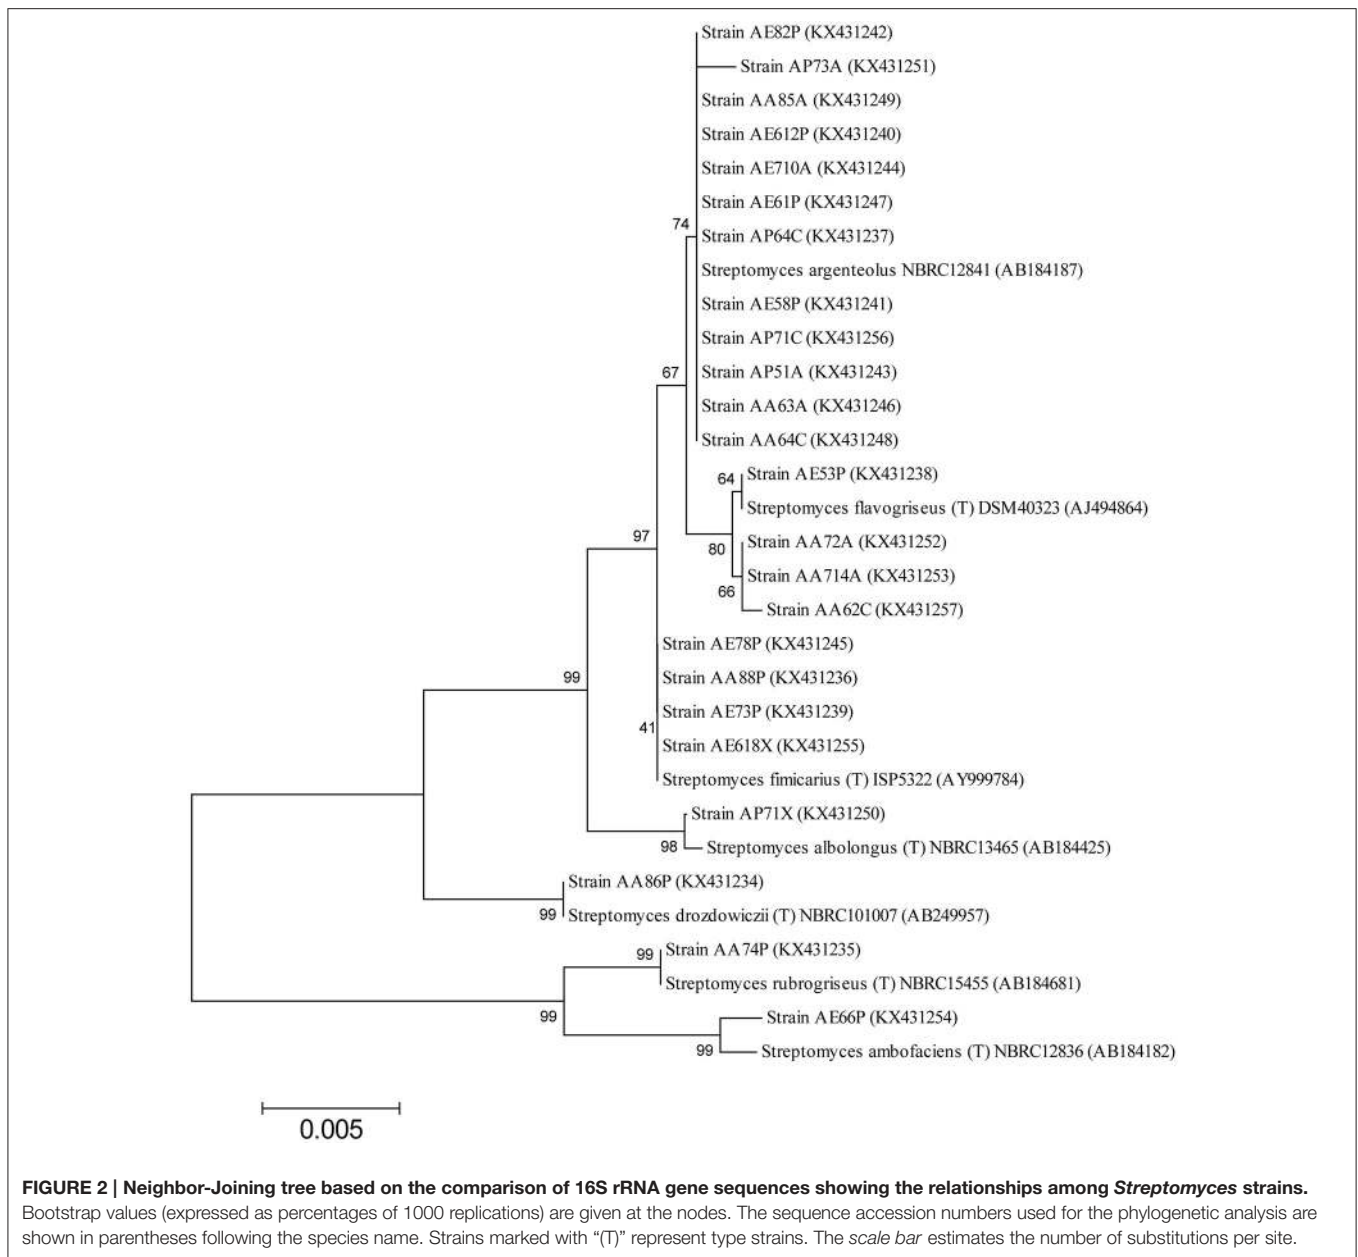 Strain AE82P (KX431242)
Strain AP73A (KX431251)
Strain AA85A (KX431249)
Strain AE612P (KX431240)
Strain AE710A (KX431244)
Strain AE61P (KX431247)
74
Strain AP64C (KX431237)
Streptomyces argenteolus NBRC12841 (AB184187)
Strain AE58P (KX431241)
Strain AP71C (KX431256)
67
Strain AP51A (KX431243)
Strain AA63A (KX431246)
Strain AA64C (KX431248)
64
Strain AE53P (KX431238)
Streptomyces flavogriseus (T) DSM40323 (AJ494864)
97
80
Strain AA72A (KX431252)
Strain AA714A (KX431253)
66
Strain AA62C (KX431257)
Strain AE78P (KX431245)
99
Strain AA88P (KX431236)
Strain AE73P (KX431239)
41
Strain AE618X (KX431255)
Streptomyces fimicarius (T) ISP5322 (AY999784)
Strain AP71X (KX431250)
98
Streptomyces albolongus (T) NBRC13465 (AB184425)
Strain AA86P (KX431234)
99
Streptomyces drozdowiczii (T) NBRC101007 (AB249957)
99
Strain AA74P (KX431235)
Streptomyces rubrogriseus (T) NBRC15455 (AB184681)
99
Strain AE66P (KX431254)
99
Streptomyces ambofaciens (T) NBRC12836 (AB184182)
0.005
FIGURE 2 | Neighbor-Joining tree based on the comparison of 16S rRNA gene sequences showing the relationships among Streptomyces strains.
Bootstrap values (expressed as percentages of 1000 replications) are given at the nodes. The sequence accession numbers used for the phylogenetic analysis are
shown in parentheses following the species name. Strains marked with “(T)” represent type strains. The scale bar estimates the number of substitutions per site.